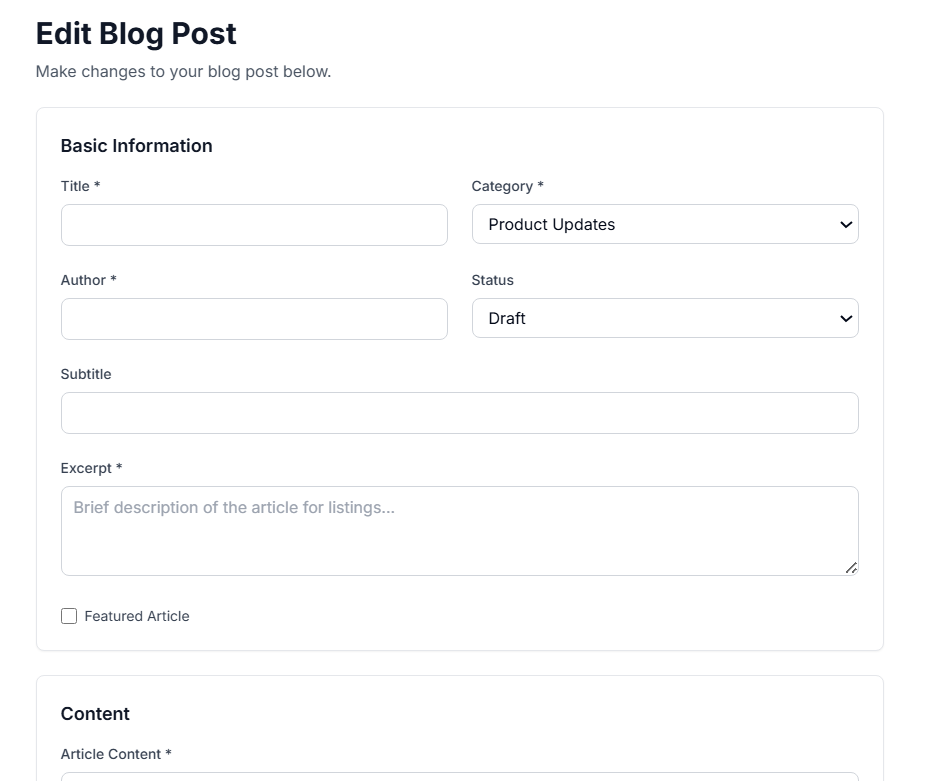 Edit Blog Post
Make changes to your blog post below.
Basic Information
Title *
Category *
Product Updates
Author *
Status
Draft
Subtitle
Excerpt *
Brief description of the article for listings...
Featured Article
Content
Article Content *